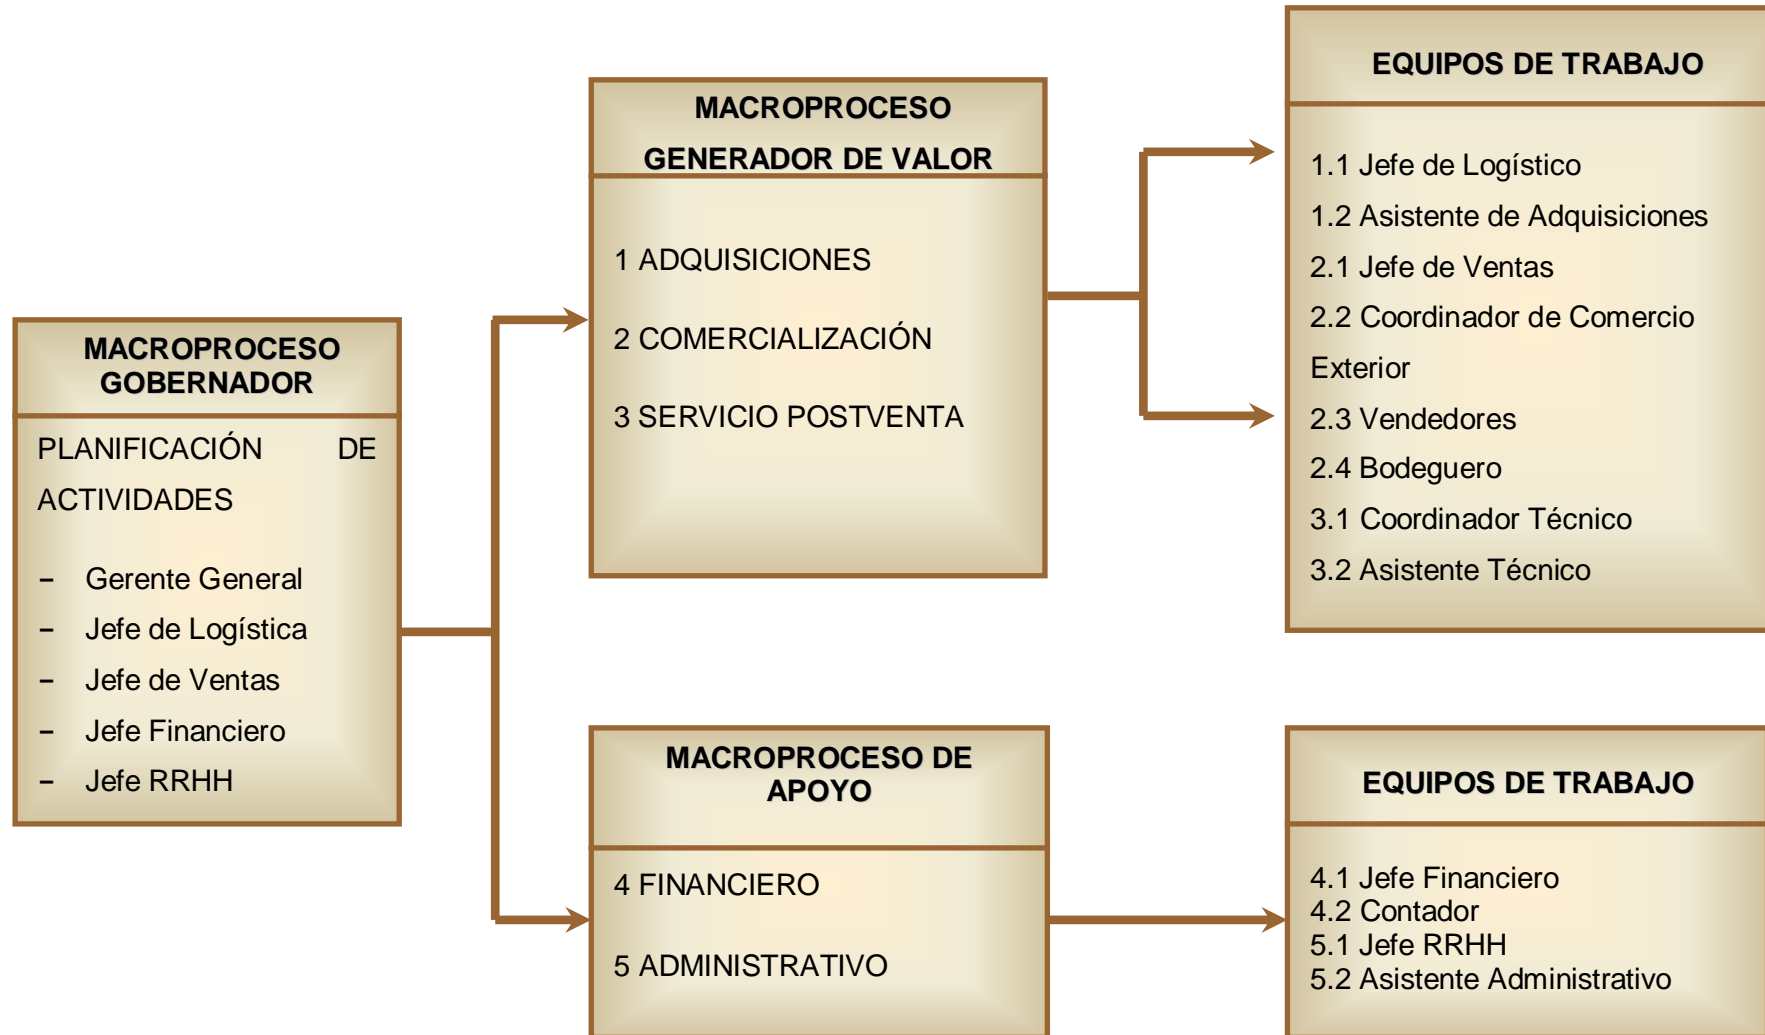 MACROPROCESO
GOBERNADOR
PLANIFICACIÓN DE
ACTIVIDADES
- Gerente General
- Jefe de Logística
- Jefe de Ventas
- Jefe Financiero
- Jefe RRHH
MACROPROCESO
GENERADOR DE VALOR
1 ADQUISICIONES
2 COMERCIALIZACIÓN
3 SERVICIO POSTVENTA
EQUIPOS DE TRABAJO
1.1 Jefe de Logístico
1.2 Asistente de Adquisiciones
2.1 Jefe de Ventas
2.2 Coordinador de Comercio
Exterior
2.3 Vendedores
2.4 Bodeguero
3.1 Coordinador Técnico
3.2 Asistente Técnico
MACROPROCESO DE
APOYO
4 FINANCIERO
5 ADMINISTRATIVO
EQUIPOS DE TRABAJO
4.1 Jefe Financiero
4.2 Contador
5.1 Jefe RRHH
5.2 Asistente Administrativo